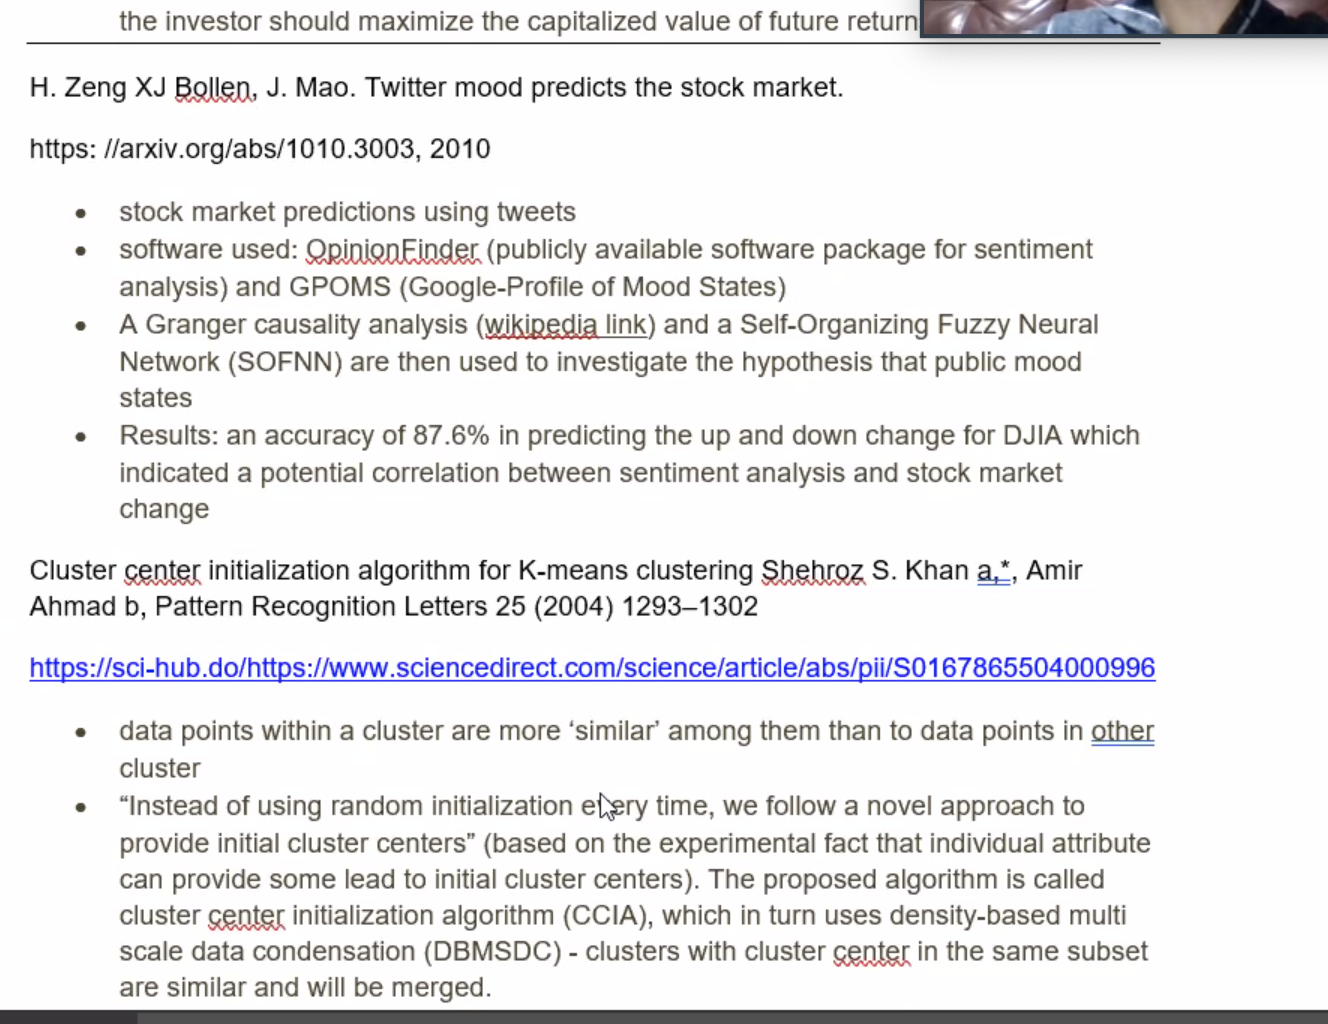 the investor should maximize the capitalized value of future return
H. Zeng XJ Bollen, J. Mao. Twitter mood predicts the stock market.
https: //arxiv.org/abs/1010.3003, 2010
• stock market predictions using tweets
• software used: OpinionFinder (publicly available software package for sentiment
analysis) and GPOMS (Google-Profile of Mood States)
• A Granger causality analysis (wikipedia link) and a Self-Organizing Fuzzy Neural
Network (SOFNN) are then used to investigate the hypothesis that public mood
states
• Results: an accuracy of 87.6% in predicting the up and down change for DJIA which
indicated a potential correlation between sentiment analysis and stock market
change
Cluster center initialization algorithm for K-means clustering Shehroz S. Khan a,*, Amir
Ahmad b, Pattern Recognition Letters 25 (2004) 1293–1302
https://sci-hub.do/https://www.sciencedirect.com/science/article/abs/pii/S0167865504000996
• data points within a cluster are more ‘similar’ among them than to data points in other
cluster
• “Instead of using random initialization every time, we follow a novel approach to
provide initial cluster centers” (based on the experimental fact that individual attribute
can provide some lead to initial cluster centers). The proposed algorithm is called
cluster center initialization algorithm (CCIA), which in turn uses density-based multi
scale data condensation (DBMSDC) - clusters with cluster center in the same subset
are similar and will be merged.